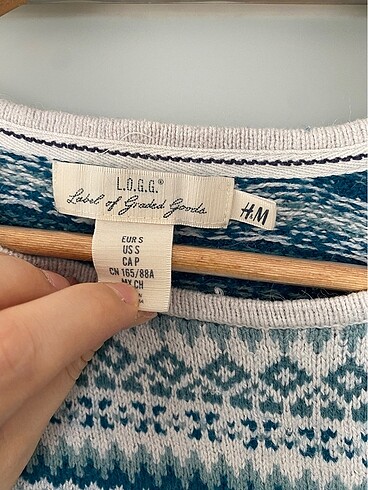 L.O.G.G.®
Label of Graded Goods
H&M
EUR S
US S
CA P
CN 165/88A
MX CH